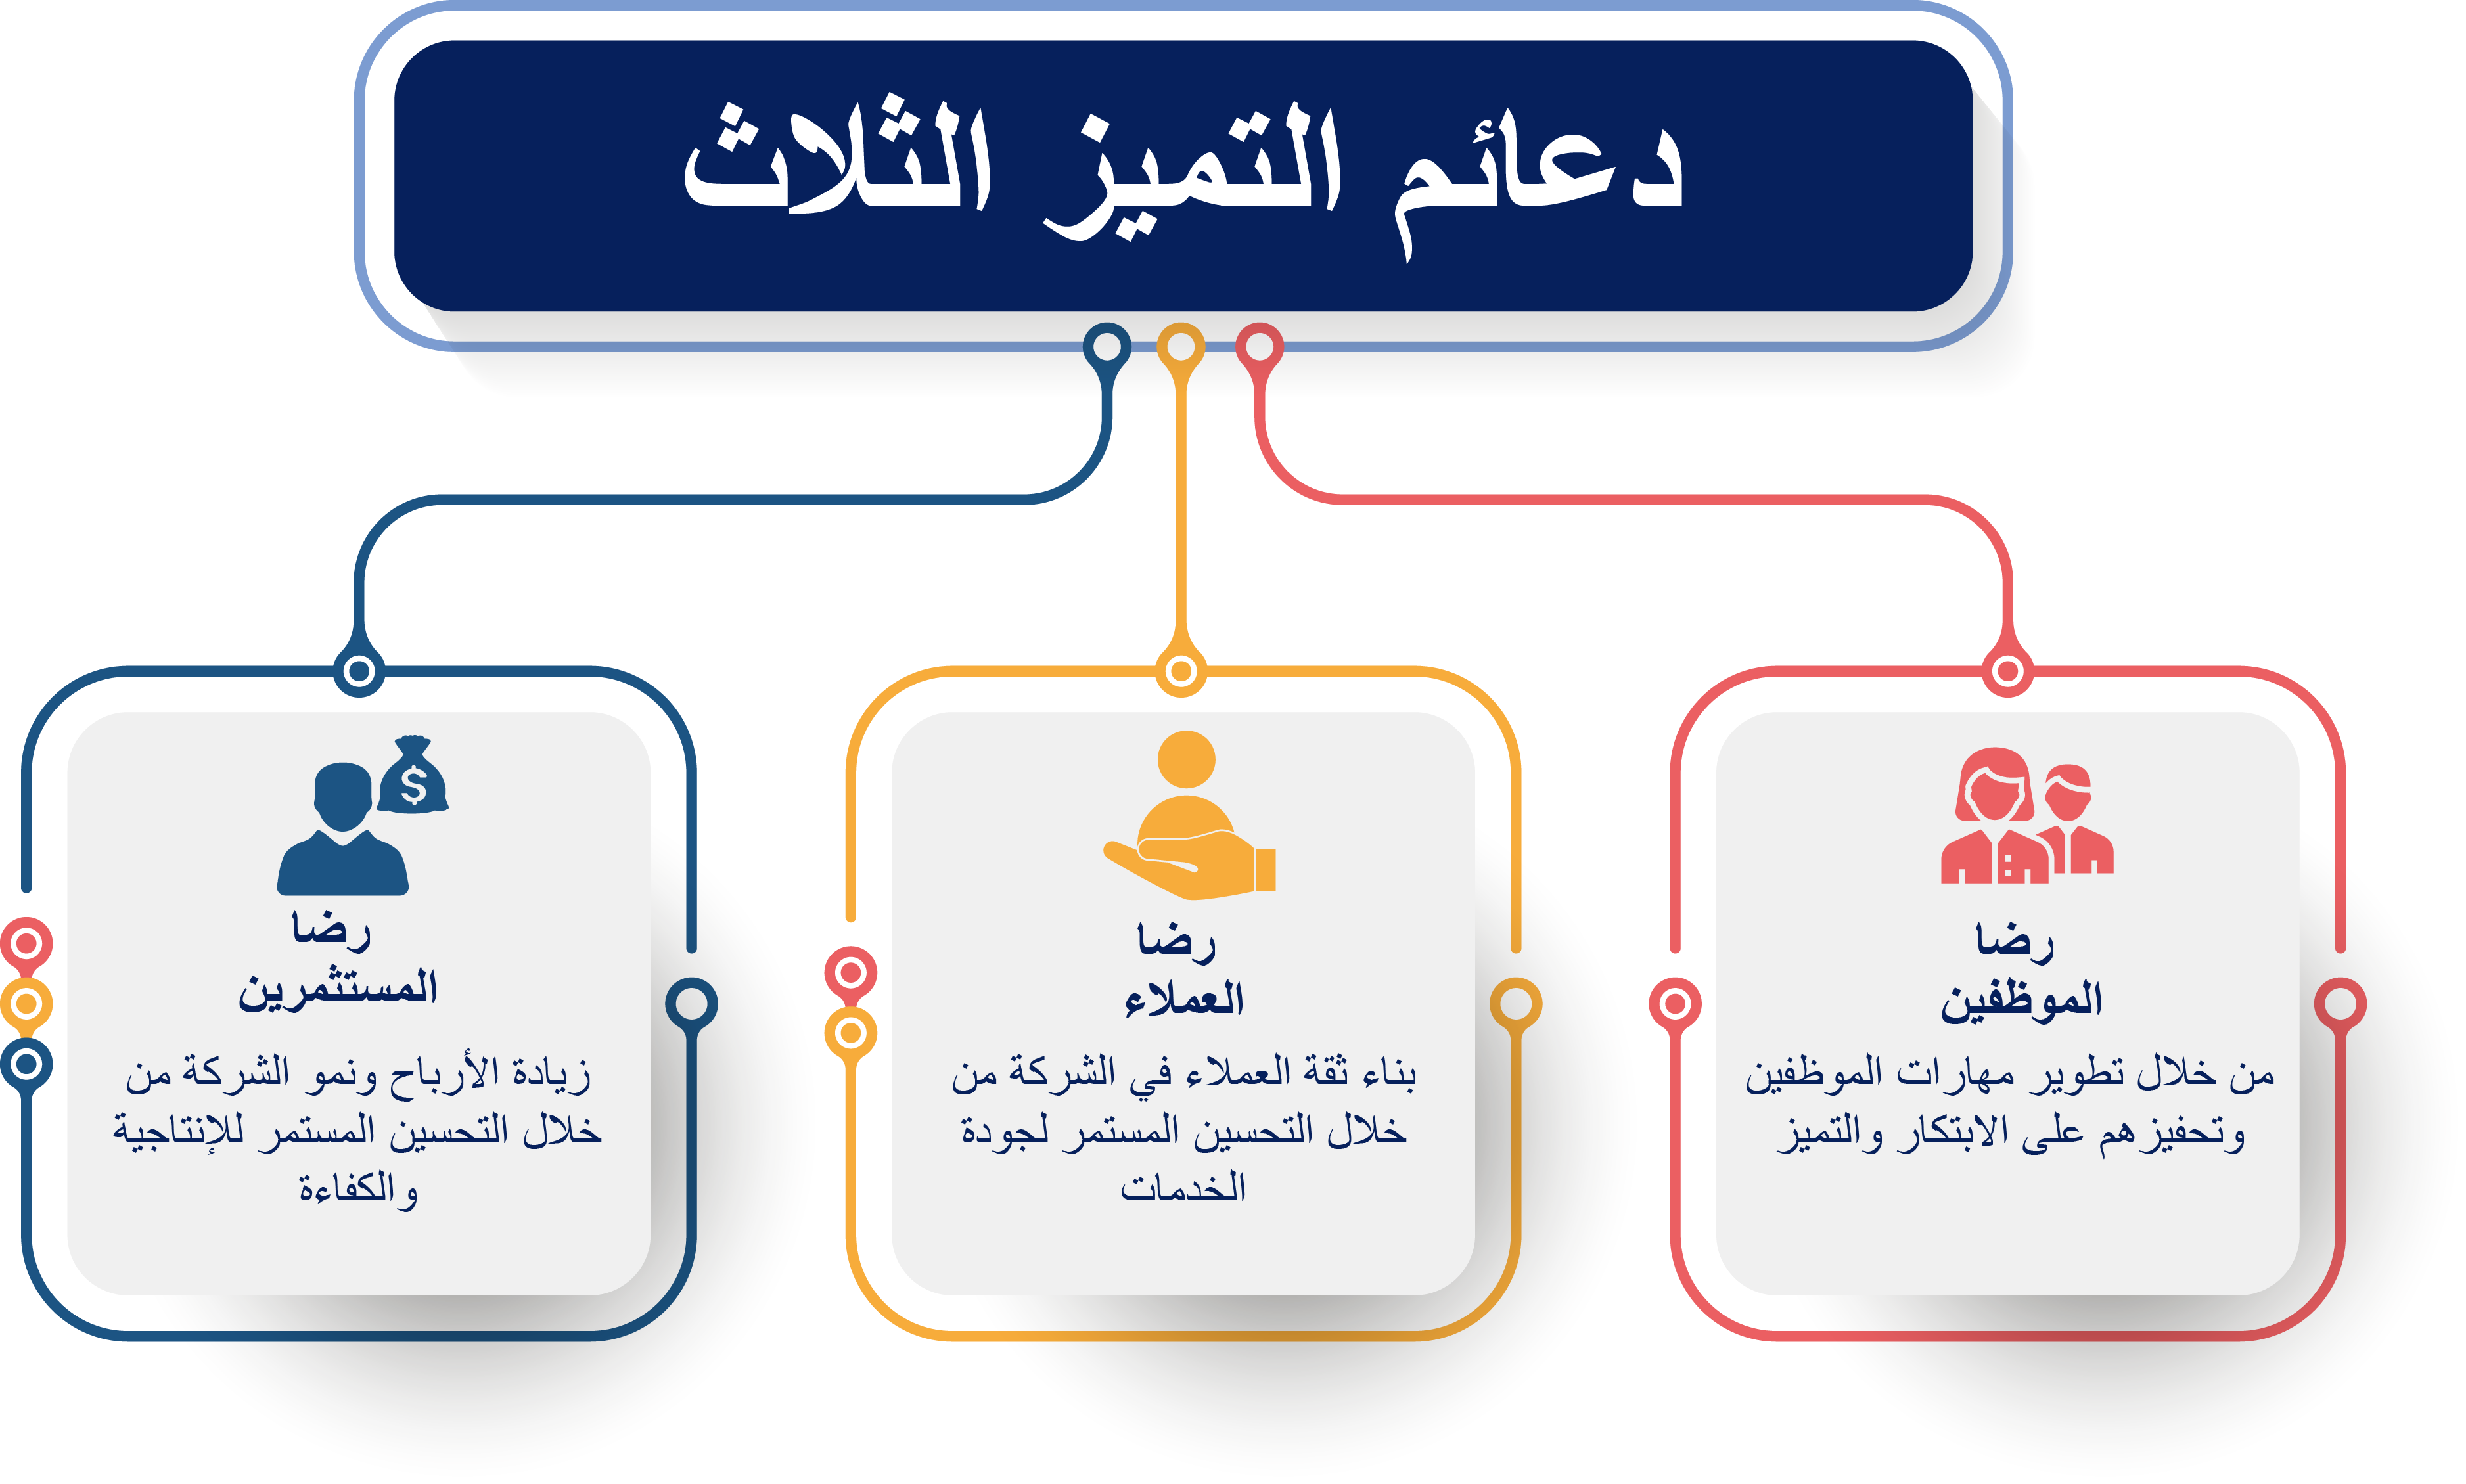 دعائم التميز الثلاث
رضا
الموظفين
من خلال تطوير مهارات الموظفين
وتحفيزهم على الابتكار والتميز
رضا
العملاء
بناء ثقة العملاء في الشركة من
خلال التحسين المستمر لجودة
الخدمات
رضا
المستثمرين
زيادة الأرباح ونمو الشركة من
خلال التحسين المستمر للإنتاجية
والكفاءة
$